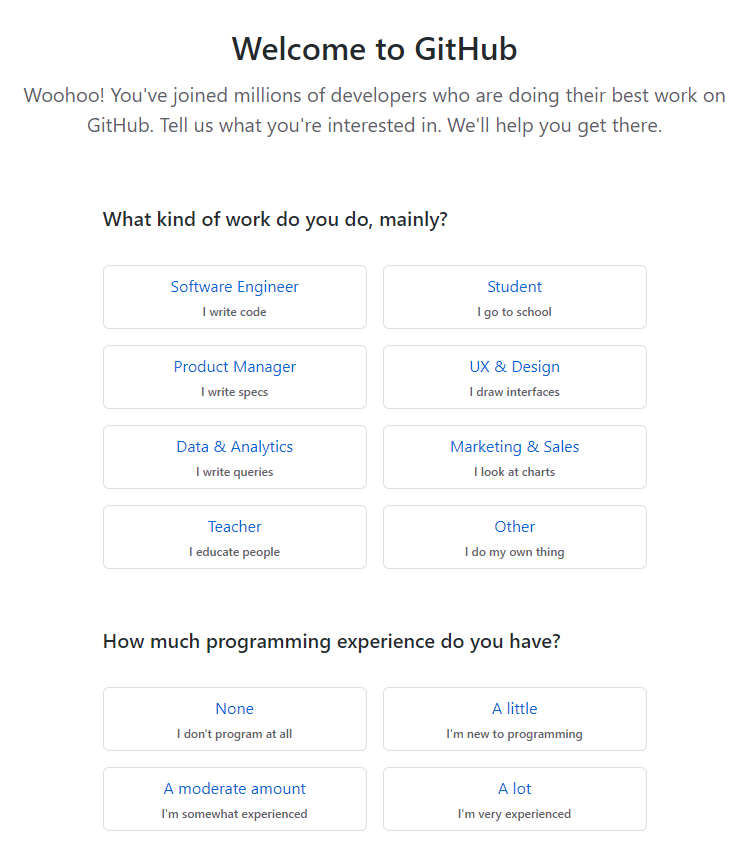 Welcome to GitHub
Woohoo! You've joined millions of developers who are doing their best work on
GitHub. Tell us what you're interested in. We'll help you get there.
What kind of work do you do, mainly?
Software Engineer
I write code
Student
I go to school
Product Manager
I write specs
UX & Design
I draw interfaces
Data & Analytics
I write queries
Marketing & Sales
I look at charts
Teacher
I educate people
Other
I do my own thing
How much programming experience do you have?
None
I don't program at all
A little
I'm new to programming
A moderate amount
I'm somewhat experienced
A lot
I'm very experienced